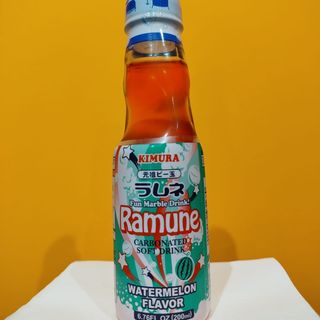 KIMURA
元祖ビー玉
ラムネ
Fun Marble Drink!
Ramune
CARBONATED
SOFT DRINK
WATERMELON
FLAVOR
6.76FL.OZ(200ml)